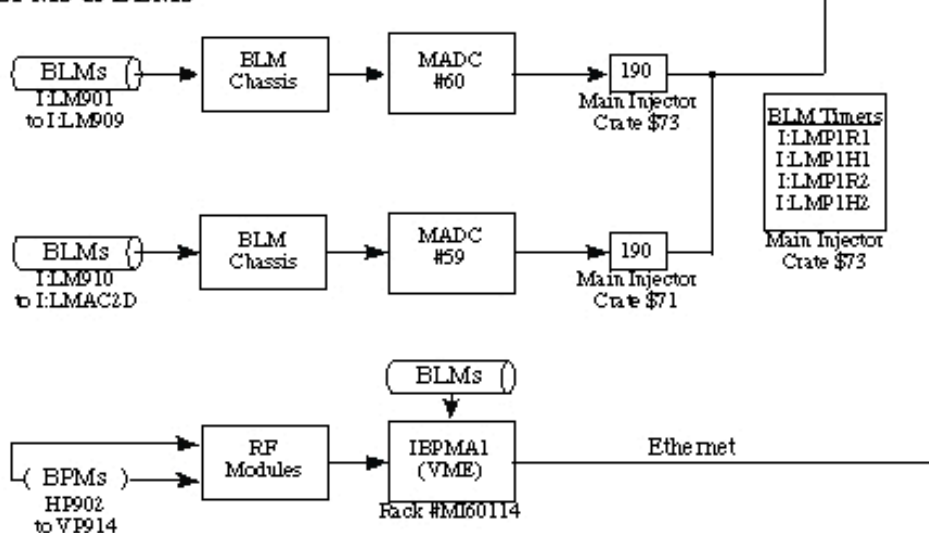 BLMs
I:LM901
to I:LM909
BLM
Chassis
MADC
#60
190
Main Injector
Crate $73
BLM Timers
I:LMP1R1
I:LMP1H1
I:LMP1R2
I:LMP1H2
Main Injector
Crate $73
BLMs
I:LM910
to I:LMAC2D
BLM
Chassis
MADC
#59
190
Main Injector
Crate $71
BLMs
BPMs
HP902
to VP914
RF
Modules
IBPMA1
(VME)
Rack #MI60114
Ethernet